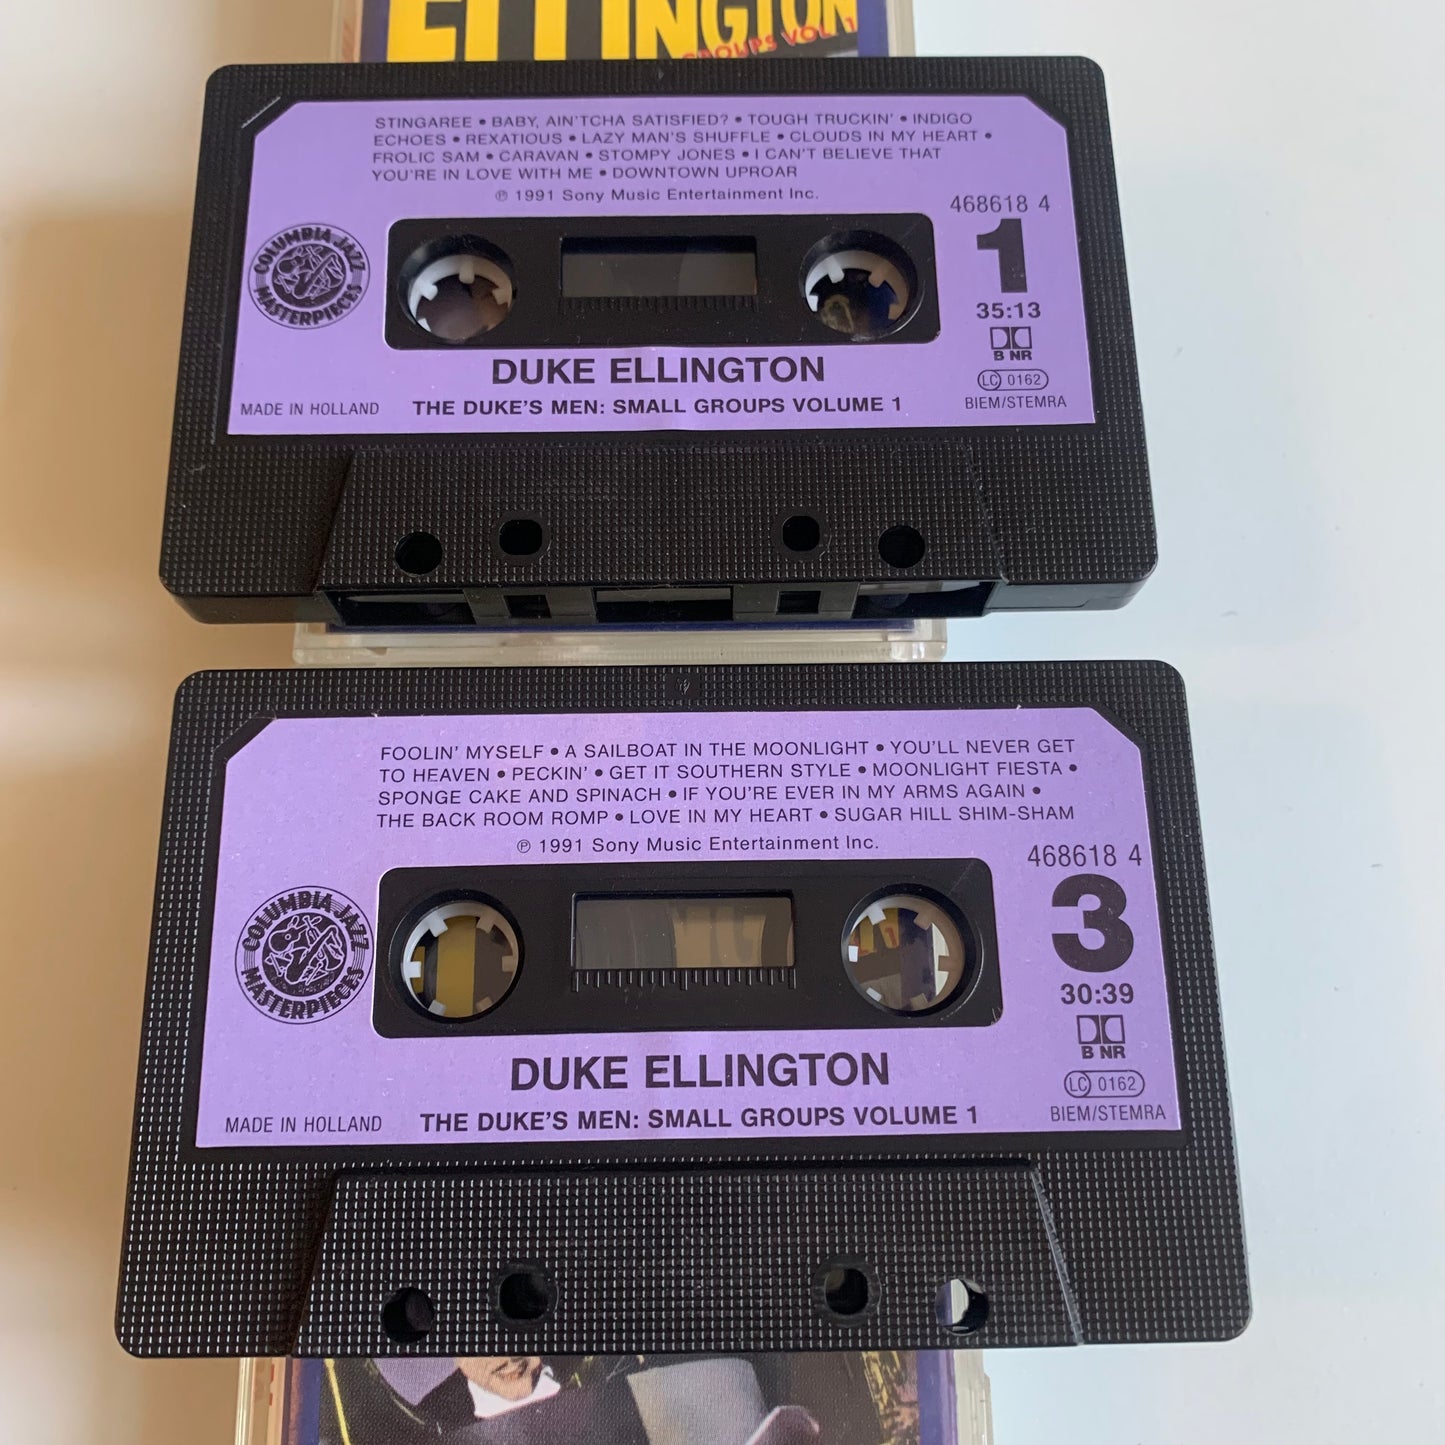 ELLINGTON
GROUPS VOL 1
STINGAREE • BABY, AIN'TCHA SATISFIED? • TOUGH TRUCKIN' • INDIGO
ECHOES • REXATIOUS • LAZY MAN'S SHUFFLE • CLOUDS IN MY HEART •
FROLIC SAM • CARAVAN • STOMPY JONES • I CAN'T BELIEVE THAT
YOU'RE IN LOVE WITH ME • DOWNTOWN UPROAR
℗ 1991 Sony Music Entertainment Inc.
468618 4
1
35:13
B NR
LC 0162
BIEM/STEMRA
COLUMBIA JAZZ
MASTERPIECES
DUKE ELLINGTON
MADE IN HOLLAND
THE DUKE'S MEN: SMALL GROUPS VOLUME 1
FOOLIN' MYSELF • A SAILBOAT IN THE MOONLIGHT • YOU'LL NEVER GET
TO HEAVEN • PECKIN' • GET IT SOUTHERN STYLE • MOONLIGHT FIESTA •
SPONGE CAKE AND SPINACH • IF YOU'RE EVER IN MY ARMS AGAIN •
THE BACK ROOM ROMP • LOVE IN MY HEART • SUGAR HILL SHIM-SHAM
℗ 1991 Sony Music Entertainment Inc.
468618 4
3
30:39
B NR
LC 0162
BIEM/STEMRA
COLUMBIA JAZZ
MASTERPIECES
DUKE ELLINGTON
MADE IN HOLLAND
THE DUKE'S MEN: SMALL GROUPS VOLUME 1